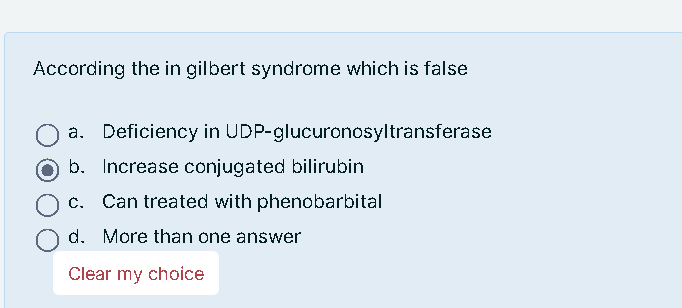 According the in gilbert syndrome which is false
a. Deficiency in UDP-glucuronosyltransferase
b. Increase conjugated bilirubin
c. Can treated with phenobarbital
d. More than one answer
Clear my choice